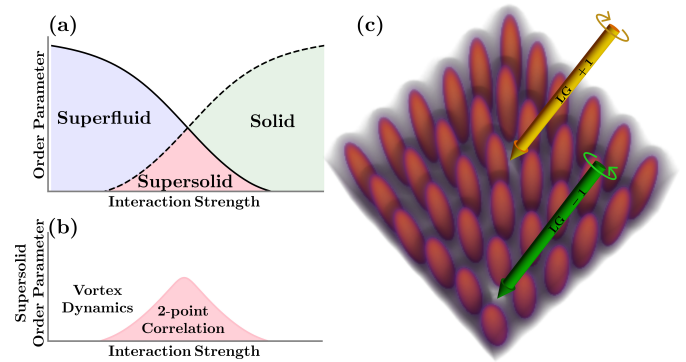 (a)
Order Parameter
Superfluid
Solid
Supersolid
Interaction Strength
(b)
Supersolid
Order Parameter
Vortex
Dynamics
2-point
Correlation
Interaction Strength
(c)
LG +1
LG −1